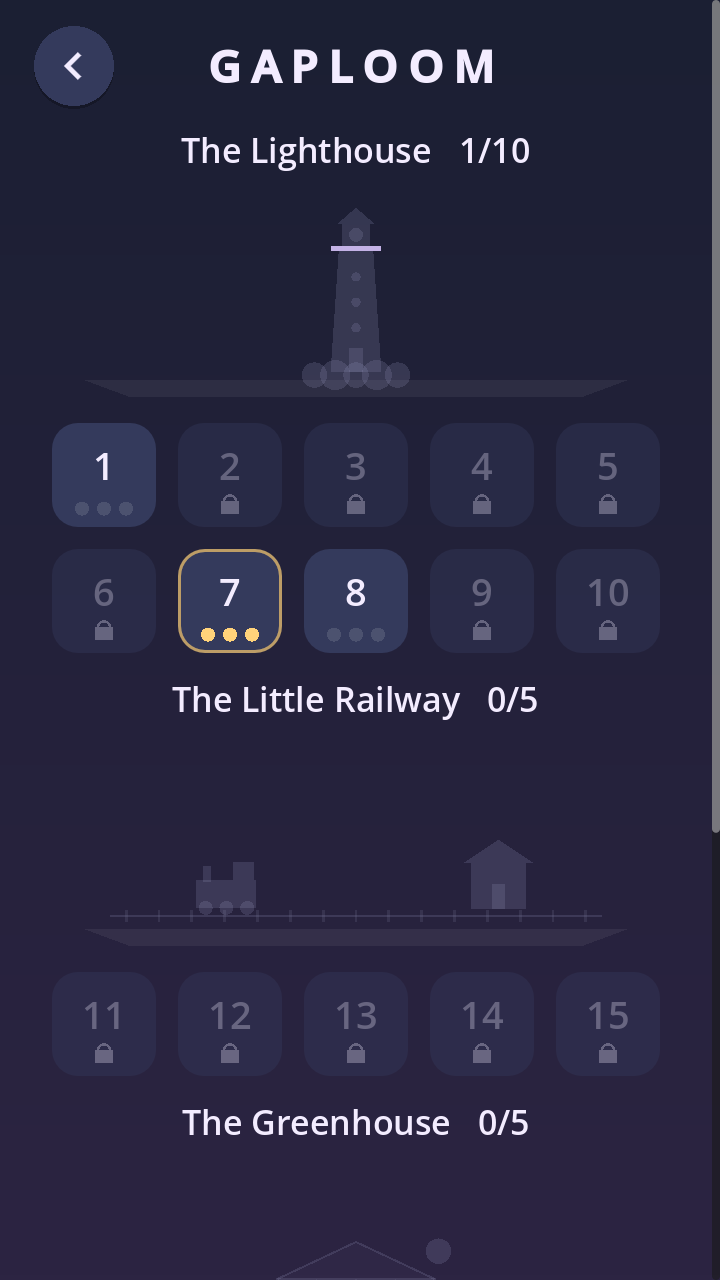 GAPLOOM
The Lighthouse 1/10
1 2 3 4 5
6 7 8 9 10
The Little Railway 0/5
11 12 13 14 15
The Greenhouse 0/5